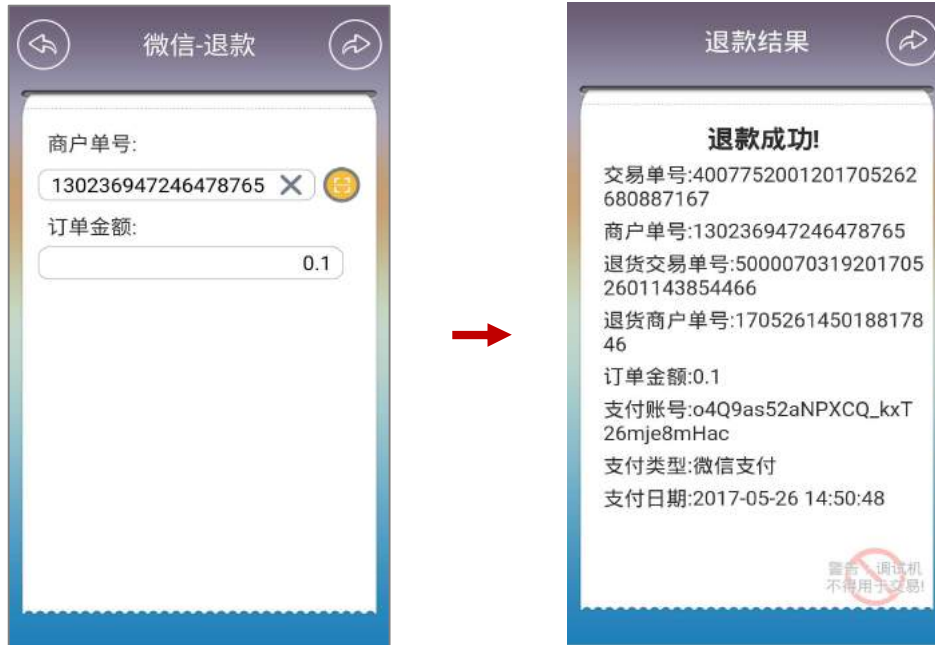 微信-退款
商户单号:
130236947246478765
订单金额:
0.1
退款结果
退款成功!
交易单号:4007752001201705262
680887167
商户单号:130236947246478765
退货交易单号:5000070319201705
2601143854466
退货商户单号:1705261450188178
46
订单金额:0.1
支付账号:o4Q9as52aNPXCQ_kxT
26mje8mHac
支付类型:微信支付
支付日期:2017-05-26 14:50:48
警告、调试机
不得用于交易!